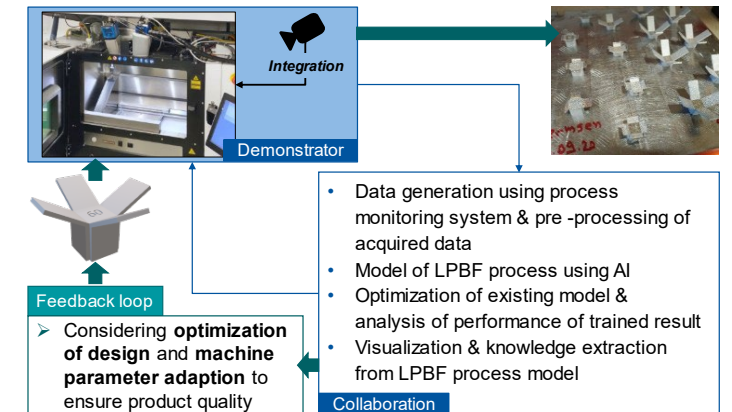 Integration
Demonstrator
09.22
60
• Data generation using process
monitoring system & pre -processing of
acquired data
• Model of LPBF process using AI
• Optimization of existing model &
analysis of performance of trained result
• Visualization & knowledge extraction
from LPBF process model
Collaboration
Feedback loop
➢ Considering optimization
of design and machine
parameter adaption to
ensure product quality